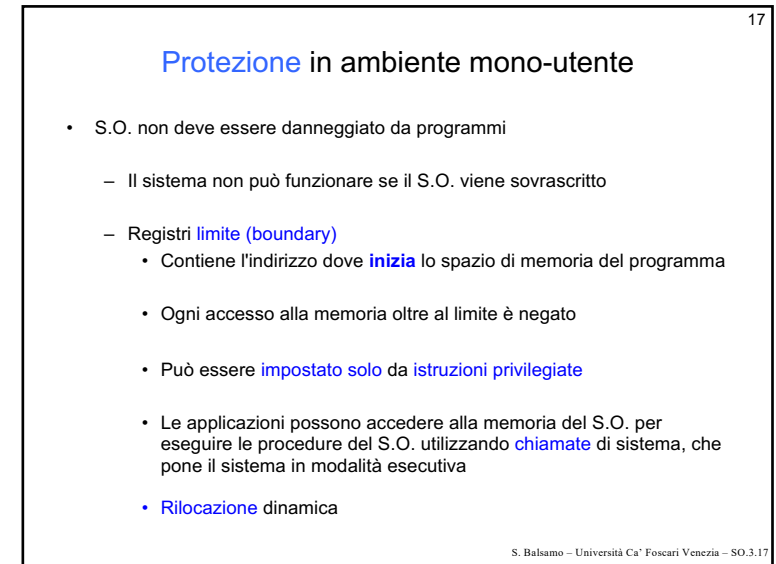 17
Protezione in ambiente mono-utente
• S.O. non deve essere danneggiato da programmi
– Il sistema non può funzionare se il S.O. viene sovrascritto
– Registri limite (boundary)
• Contiene l'indirizzo dove inizia lo spazio di memoria del programma
• Ogni accesso alla memoria oltre al limite è negato
• Può essere impostato solo da istruzioni privilegiate
• Le applicazioni possono accedere alla memoria del S.O. per
eseguire le procedure del S.O. utilizzando chiamate di sistema, che
pone il sistema in modalità esecutiva
• Rilocazione dinamica
S. Balsamo – Università Ca' Foscari Venezia – SO.3.17